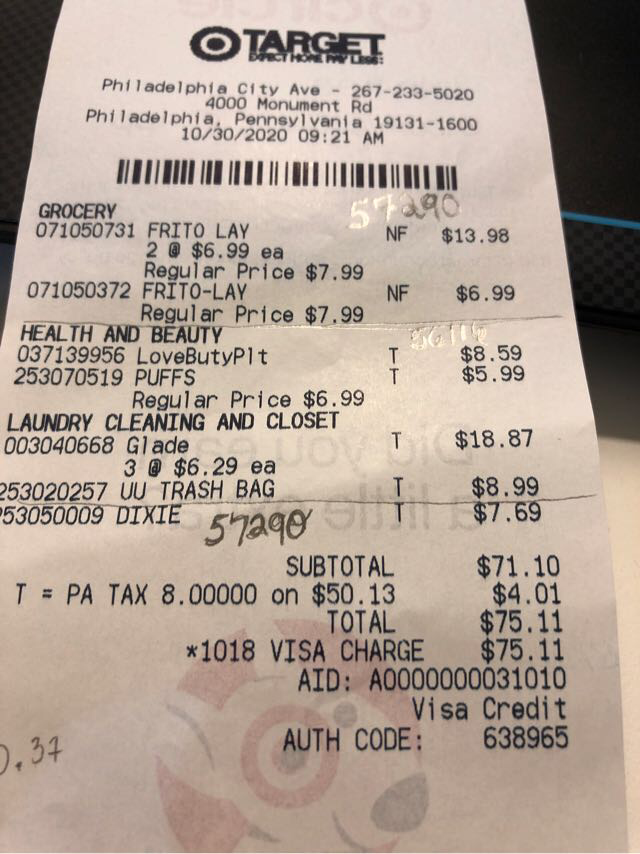 TARGET
EXPECT MORE PAY LESS:
Philadelphia City Ave - 267-233-5020
4000 Monument Rd
Philadelphia, Pennsylvania 19131-1600
10/30/2020 09:21 AM
57290
GROCERY
071050731 FRITO LAY NF $13.98
2 @ $6.99 ea
Regular Price $7.99
071050372 FRITO-LAY NF $6.99
Regular Price $7.99
HEALTH AND BEAUTY
037139956 LoveButyPlt T $8.59
253070519 PUFFS T $5.99
Regular Price $6.99
LAUNDRY CLEANING AND CLOSET
003040668 Glade T $18.87
3 @ $6.29 ea
253020257 UU TRASH BAG T $8.99
53050009 DIXIE T $7.69
57290
SUBTOTAL $71.10
T = PA TAX 8.00000 on $50.13 $4.01
TOTAL $75.11
*1018 VISA CHARGE $75.11
AID: A0000000031010
Visa Credit
AUTH CODE: 638965
0.37